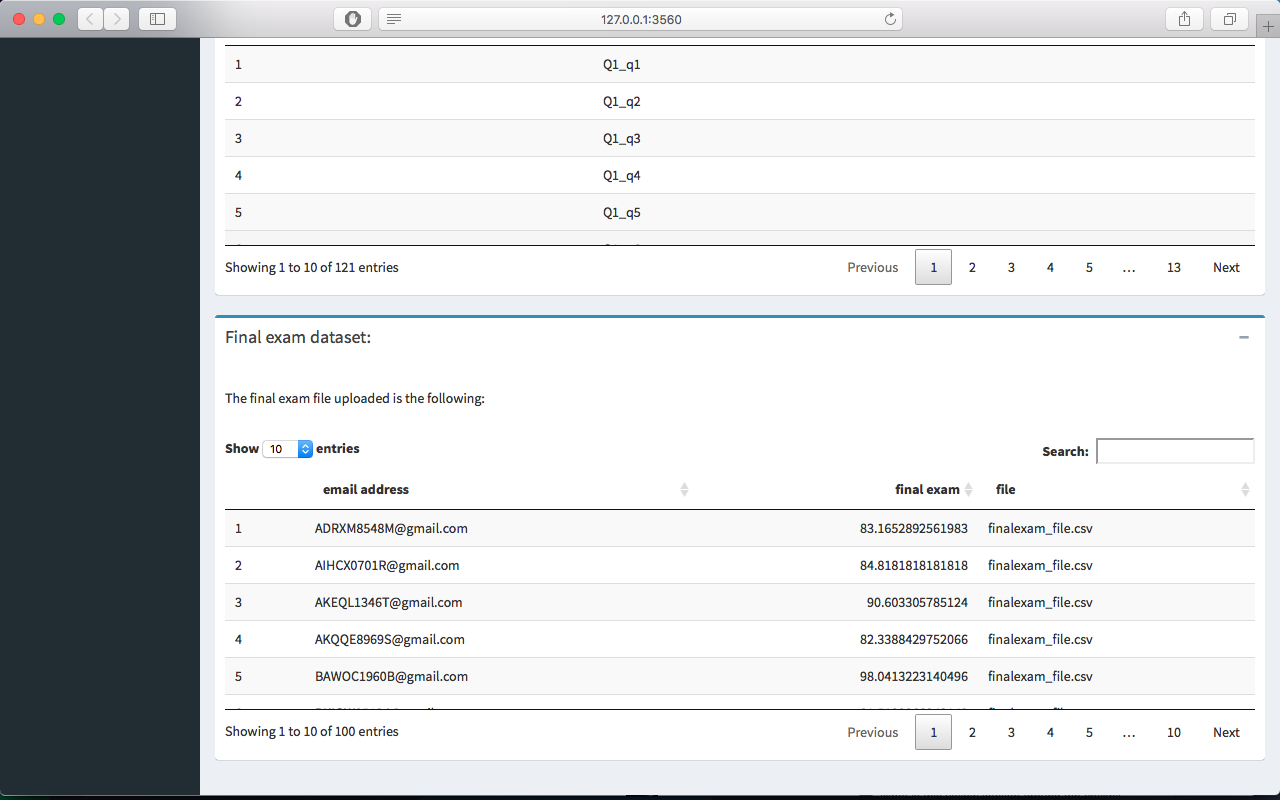 127.0.0.1:3560
1 Q1_q1
2 Q1_q2
3 Q1_q3
4 Q1_q4
5 Q1_q5
Showing 1 to 10 of 121 entries Previous 1 2 3 4 5 … 13 Next
Final exam dataset:
The final exam file uploaded is the following:
Show 10 entries Search:
email address final exam file
1 ADRXM8548M@gmail.com 83.1652892561983 finalexam_file.csv
2 AIHCX0701R@gmail.com 84.8181818181818 finalexam_file.csv
3 AKEQL1346T@gmail.com 90.603305785124 finalexam_file.csv
4 AKQQE8969S@gmail.com 82.3388429752066 finalexam_file.csv
5 BAWOC1960B@gmail.com 98.0413223140496 finalexam_file.csv
Showing 1 to 10 of 100 entries Previous 1 2 3 4 5 … 10 Next